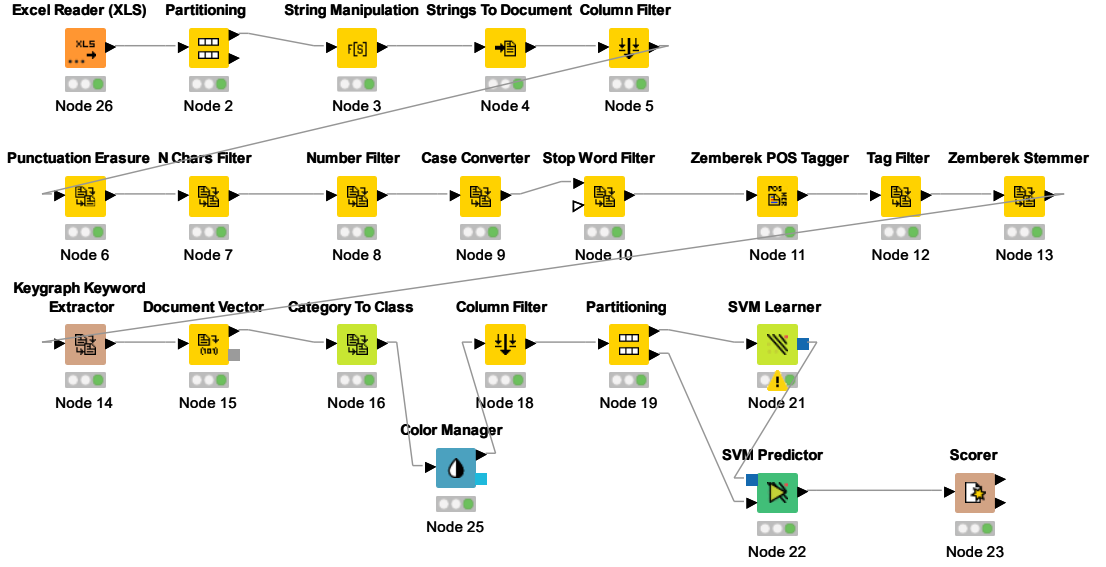 Excel Reader (XLS) Partitioning String Manipulation Strings To Document Column Filter
XLS F[S]
Node 26 Node 2 Node 3 Node 4 Node 5
Punctuation Erasure N Chars Filter Number Filter Case Converter Stop Word Filter Zemberek POS Tagger Tag Filter Zemberek Stemmer
POS
Node 6 Node 7 Node 8 Node 9 Node 10 Node 11 Node 12 Node 13
Keygraph Keyword
Extractor Document Vector Category To Class Column Filter Partitioning SVM Learner
(101)
Node 14 Node 15 Node 16 Node 18 Node 19 Node 21
Color Manager SVM Predictor Scorer
Node 25
Node 22 Node 23